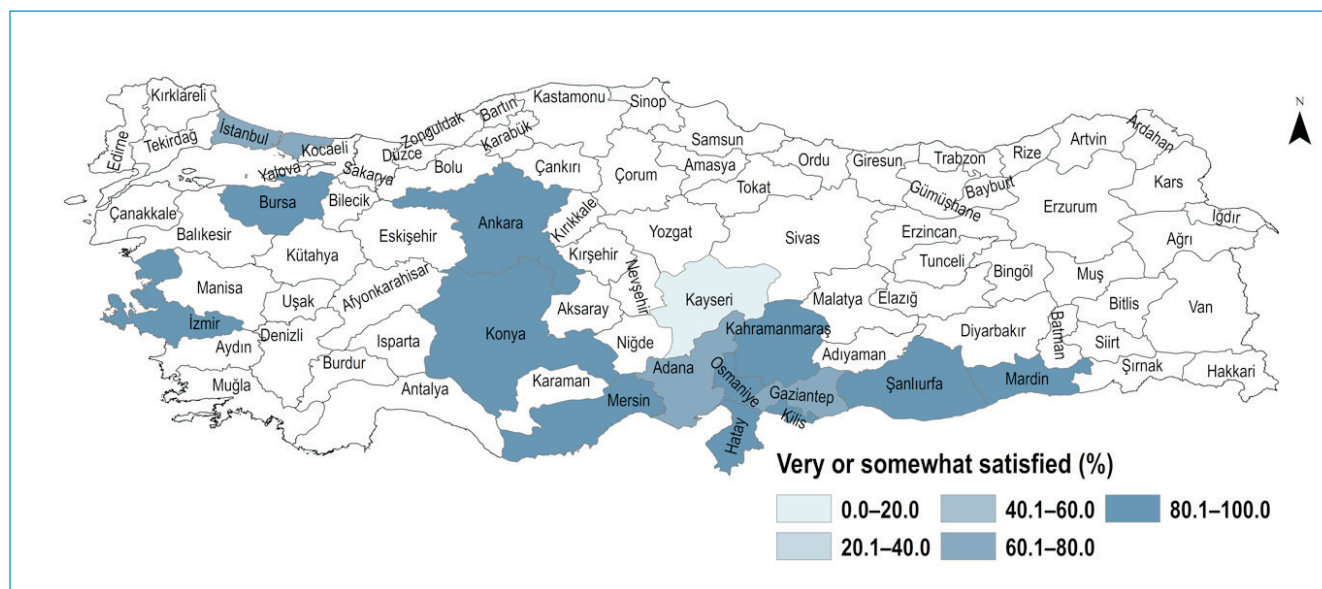 N
Kırklareli
Edirne
Tekirdağ
İstanbul
Kocaeli
Yalova
Sakarya
Düzce
Zonguldak
Bartın
Karabük
Kastamonu
Sinop
Samsun
Bolu
Çankırı
Çorum
Amasya
Tokat
Ordu
Giresun
Trabzon
Rize
Artvin
Ardahan
Gümüşhane
Bayburt
Kars
Iğdır
Erzurum
Çanakkale
Bursa
Bilecik
Balıkesir
Eskişehir
Ankara
Kırıkkale
Yozgat
Sivas
Erzincan
Ağrı
Kütahya
Kırşehir
Nevşehir
Tunceli
Bingöl
Muş
Manisa
Uşak
Afyonkarahisar
Kayseri
Malatya
Elazığ
Bitlis
Van
İzmir
Aksaray
Konya
Denizli
Isparta
Niğde
Kahramanmaraş
Diyarbakır
Batman
Siirt
Aydın
Burdur
Adana
Adıyaman
Şırnak
Hakkari
Muğla
Antalya
Karaman
Mersin
Osmaniye
Gaziantep
Şanlıurfa
Mardin
Kilis
Hatay
Very or somewhat satisfied (%)
0.0–20.0
40.1–60.0
80.1–100.0
20.1–40.0
60.1–80.0